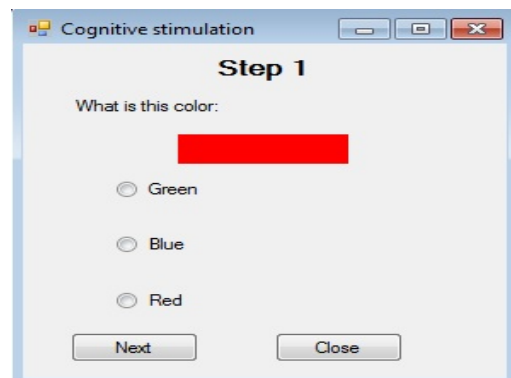 Cognitive stimulation
Step 1
What is this color:
Green
Blue
Red
Next Close